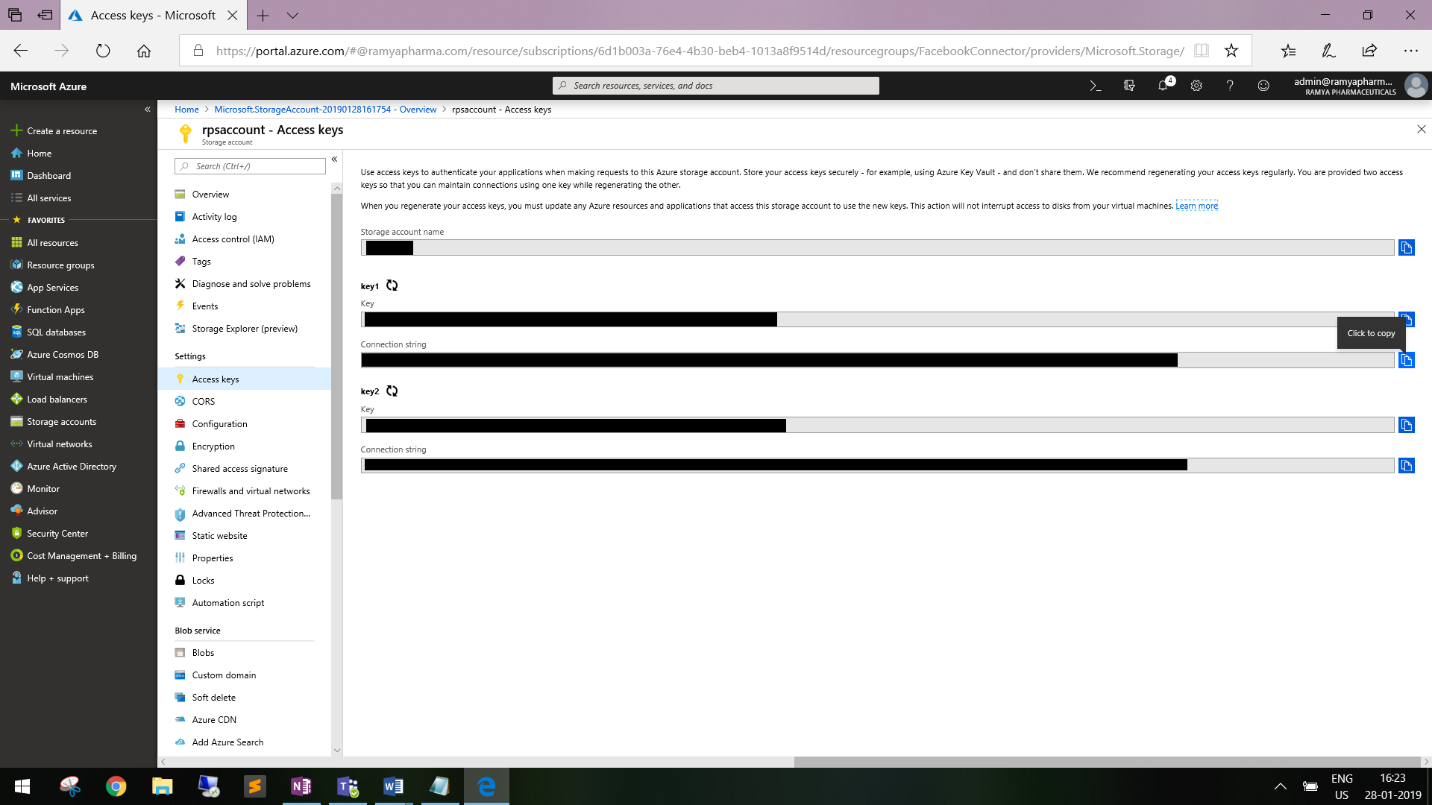 Access keys - Microsoft
https://portal.azure.com/#@ramyapharma.com/resource/subscriptions/6d1b003a-76e4-4b30-beb4-1013a8f9514d/resourcegroups/FacebookConnector/providers/Microsoft.Storage/
Microsoft Azure
Search resources, services, and docs
4
admin@ramyapharm...
RAMYA PHARMACEUTICALS
Create a resource
Home
Dashboard
All services
FAVORITES
All resources
Resource groups
App Services
Function Apps
SQL databases
Azure Cosmos DB
Virtual machines
Load balancers
Storage accounts
Virtual networks
Azure Active Directory
Monitor
Advisor
Security Center
Cost Management + Billing
Help + support
Home > Microsoft.StorageAccount-20190128161754 - Overview > rpsaccount - Access keys
rpsaccount - Access keys
Storage account
Search (Ctrl+/)
Overview
Activity log
Access control (IAM)
Tags
Diagnose and solve problems
Events
Storage Explorer (preview)
Settings
Access keys
CORS
Configuration
Encryption
Shared access signature
Firewalls and virtual networks
Advanced Threat Protection...
Static website
Properties
Locks
Automation script
Blob service
Blobs
Custom domain
Soft delete
Azure CDN
Add Azure Search
Use access keys to authenticate your applications when making requests to this Azure storage account. Store your access keys securely - for example, using Azure Key Vault - and don't share them. We recommend regenerating your access keys regularly. You are provided two access
keys so that you can maintain connections using one key while regenerating the other.
When you regenerate your access keys, you must update any Azure resources and applications that access this storage account to use the new keys. This action will not interrupt access to disks from your virtual machines. Learn more
Storage account name
key1
Key
Click to copy
Connection string
key2
Key
Connection string
ENG
US
16:23
28-01-2019